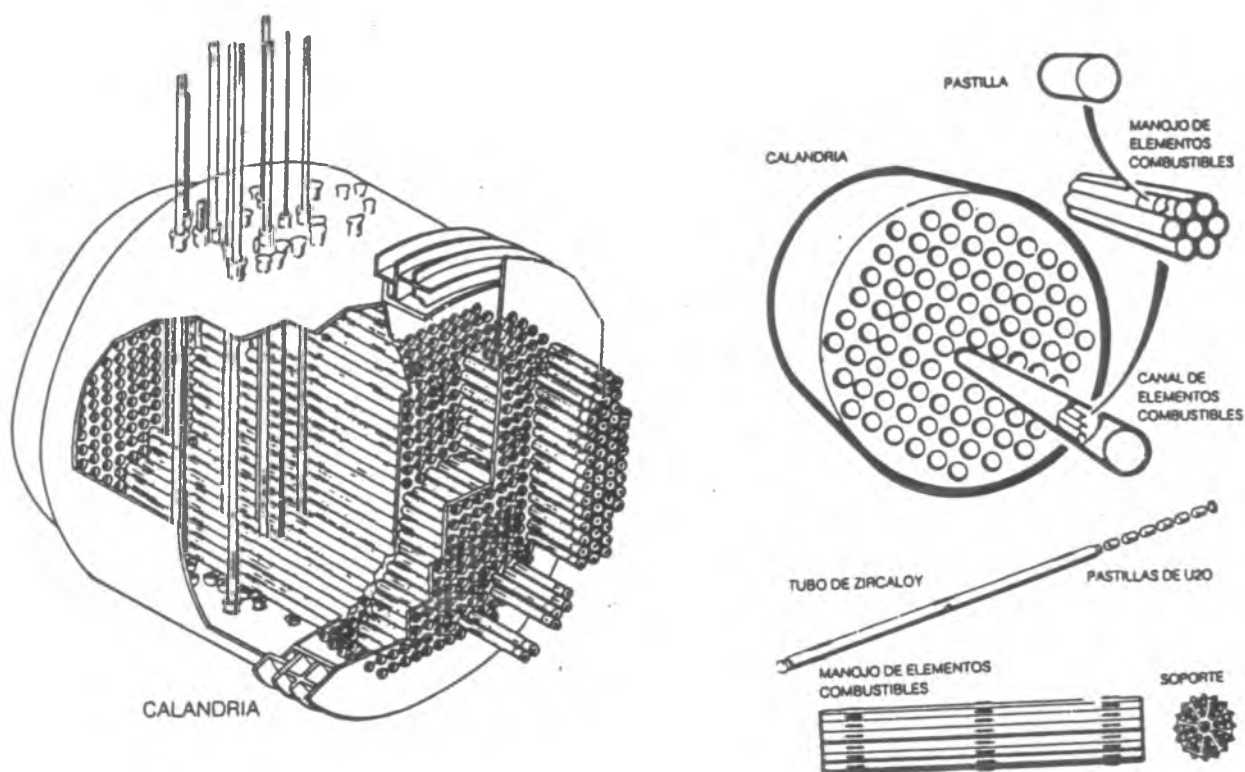 CALANDRIA
PASTILLA
MANOJO DE
ELEMENTOS
COMBUSTIBLES
CALANDRIA
CANAL DE
ELEMENTOS
COMBUSTIBLES
TUBO DE ZIRCALOY
PASTILLAS DE U2O
MANOJO DE ELEMENTOS
COMBUSTIBLES
SOPORTE